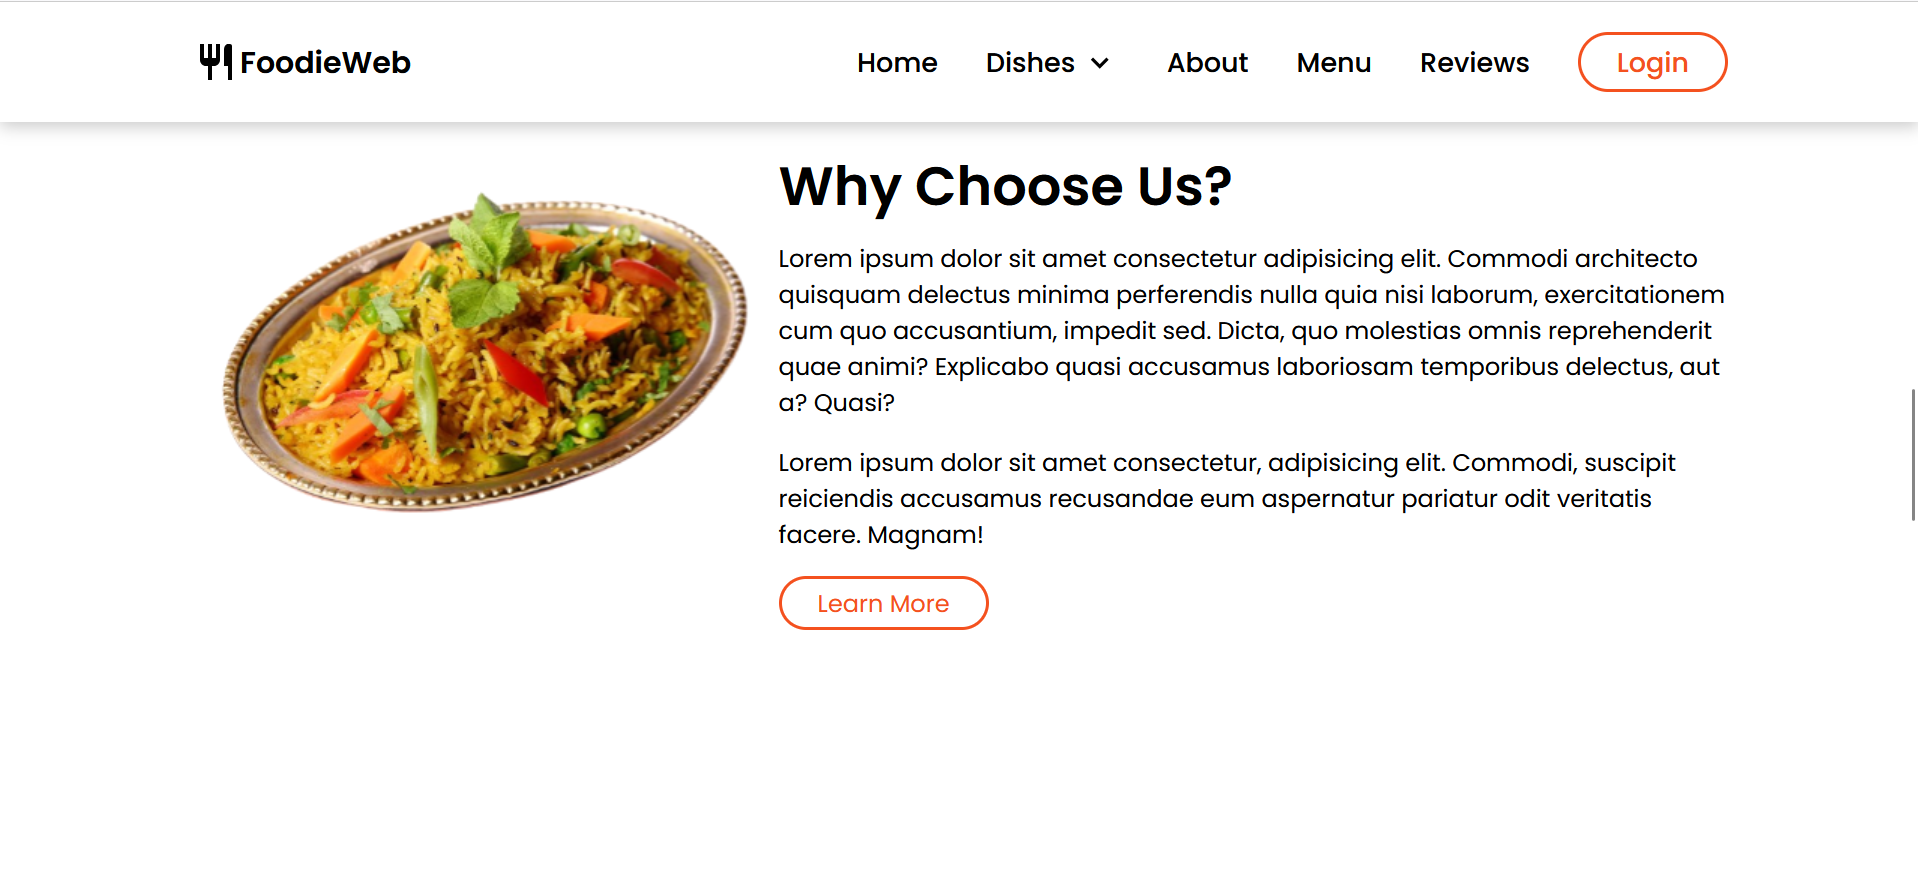 FoodieWeb
Home Dishes About Menu Reviews Login
Why Choose Us?
Lorem ipsum dolor sit amet consectetur adipisicing elit. Commodi architecto
quisquam delectus minima perferendis nulla quia nisi laborum, exercitationem
cum quo accusantium, impedit sed. Dicta, quo molestias omnis reprehenderit
quae animi? Explicabo quasi accusamus laboriosam temporibus delectus, aut
a? Quasi?
Lorem ipsum dolor sit amet consectetur, adipisicing elit. Commodi, suscipit
reiciendis accusamus recusandae eum aspernatur pariatur odit veritatis
facere. Magnam!
Learn More